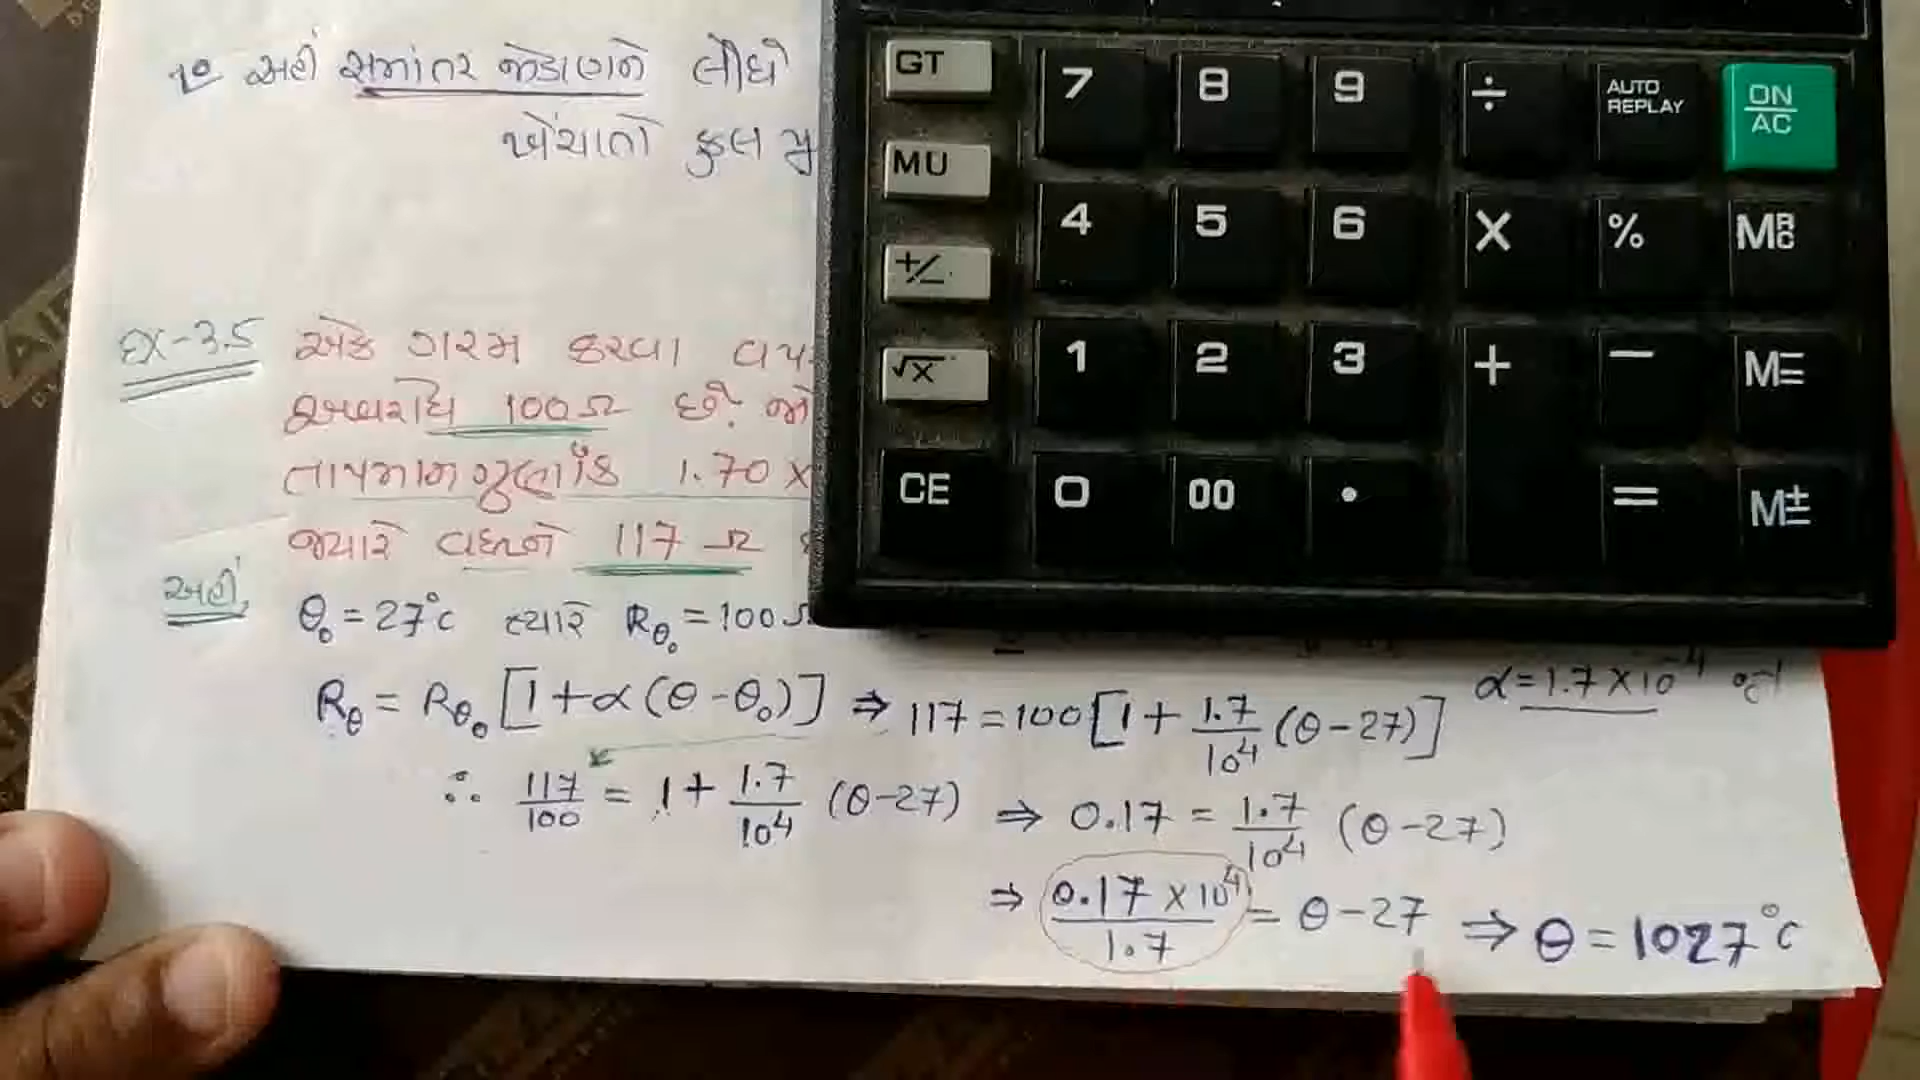 અહીં સમાંતર જોડાણને લીધે
ખેંચાતો કુલ
GT 7 8 9 ÷ AUTO REPLAY ON/AC
MU 4 5 6 X % MRC
+/- 1 2 3 + − M=
√x
CE 0 00 • = M±
EX-3.5 એક ગરમ કરવા
અવરોધ 100Ω છે. જો
તાપમાન ગુણાંક 1.70 X
જ્યારે 117 Ω
અહીં, θ₀ = 27°C ત્યારે Rθ₀ = 100Ω
α = 1.7 X 10⁻⁴
Rθ = Rθ₀ [1 + α (θ - θ₀)] ⇒ 117 = 100 [1 + 1.7/10⁴ (θ - 27)]
∴ 117/100 = 1 + 1.7/10⁴ (θ - 27) ⇒ 0.17 = 1.7/10⁴ (θ - 27)
⇒ 0.17 X 10⁴/1.7 = θ - 27 ⇒ θ = 1027°C